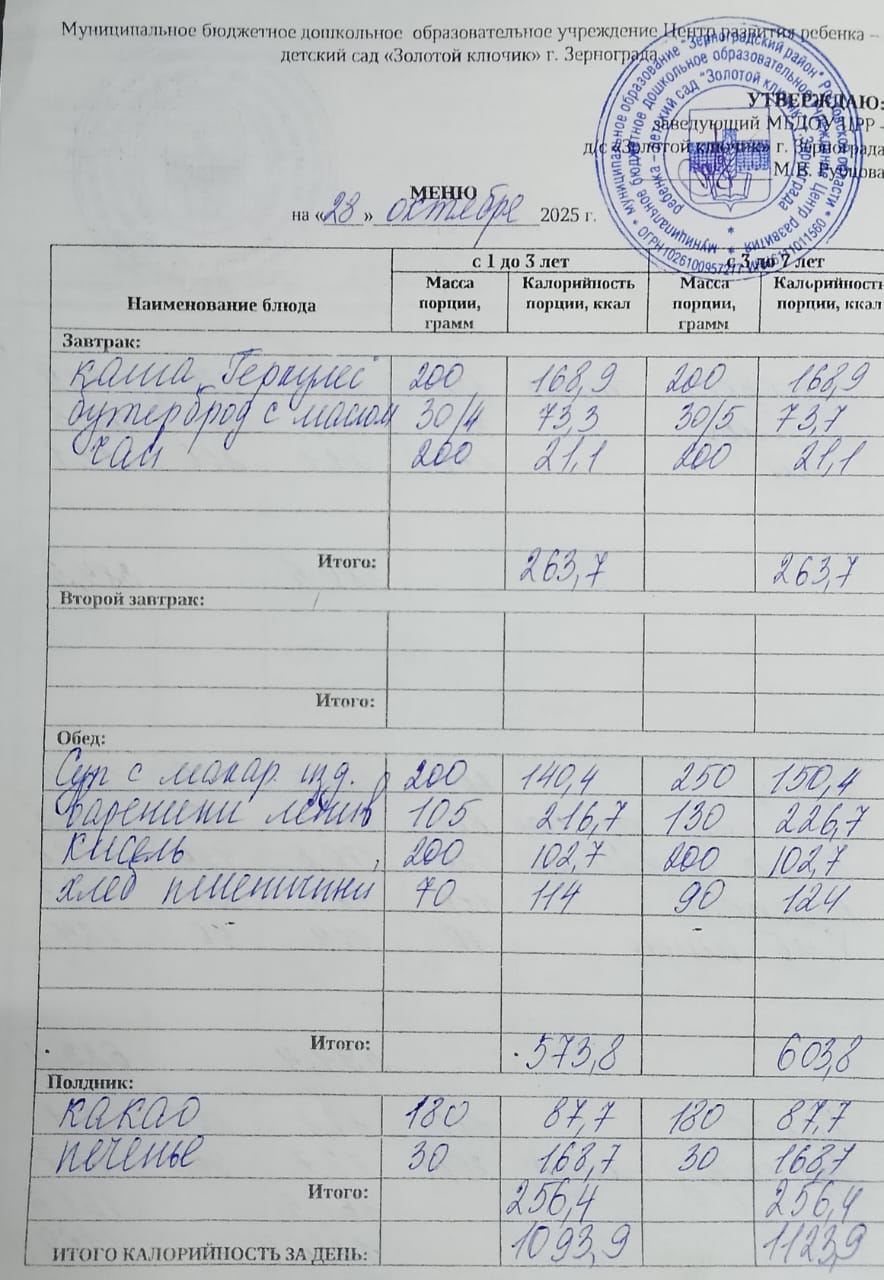 Муниципальное бюджетное дошкольное образовательное учреждение Центр развития ребенка –
детский сад «Золотой ключик» г. Зернограда
УТВЕРЖДАЮ:
заведующий МБДОУ ЦРР -
д/с «Золотой ключик» г. Зернограда
М.В.
МЕНЮ
на «28» октябре 2025 г.
Наименование блюда с 1 до 3 лет с 3 до 7 лет
Масса порции, грамм Калорийность порции, ккал Масса порции, грамм Калорийность порции, ккал
Завтрак:
каша "Геркулес" 200 168,9 200 168,9
бутерброд с маслом 30/4 73,3 30/5 73,7
чай 200 21,1 200 21,1
Итого: 263,7 263,7
Второй завтрак:
Итого:
Обед:
Суп с макар. изд. 200 140,4 250 150,4
вареники ленив 105 216,7 130 226,7
кисель 200 102,7 200 102,7
хлеб пшеничний 70 114 90 124
Итого: 573,8 603,8
Полдник:
какао 180 87,7 180 87,7
печенье 30 168,7 30 168,7
Итого: 256,4 256,4
ИТОГО КАЛОРИЙНОСТЬ ЗА ДЕНЬ: 1093,9 1123,9